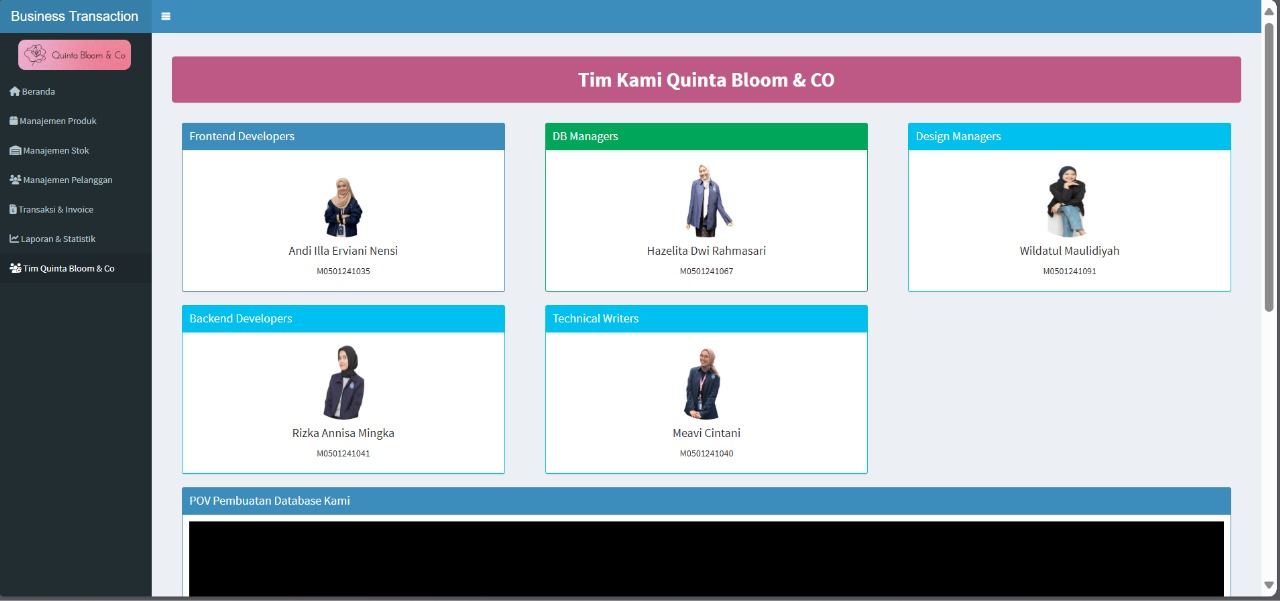 Business Transaction
Quinta Bloom & Co
Beranda
Manajemen Produk
Manajemen Stok
Manajemen Pelanggan
Transaksi & Invoice
Laporan & Statistik
Tim Quinta Bloom & Co
Tim Kami Quinta Bloom & CO
Frontend Developers
Andi Illa Erviani Nensi
M0501241035
DB Managers
Hazelita Dwi Rahmasari
M0501241067
Design Managers
Wildatul Maulidiyah
M0501241091
Backend Developers
Rizka Annisa Mingka
M0501241041
Technical Writers
Meavi Cintani
M0501241040
POV Pembuatan Database Kami